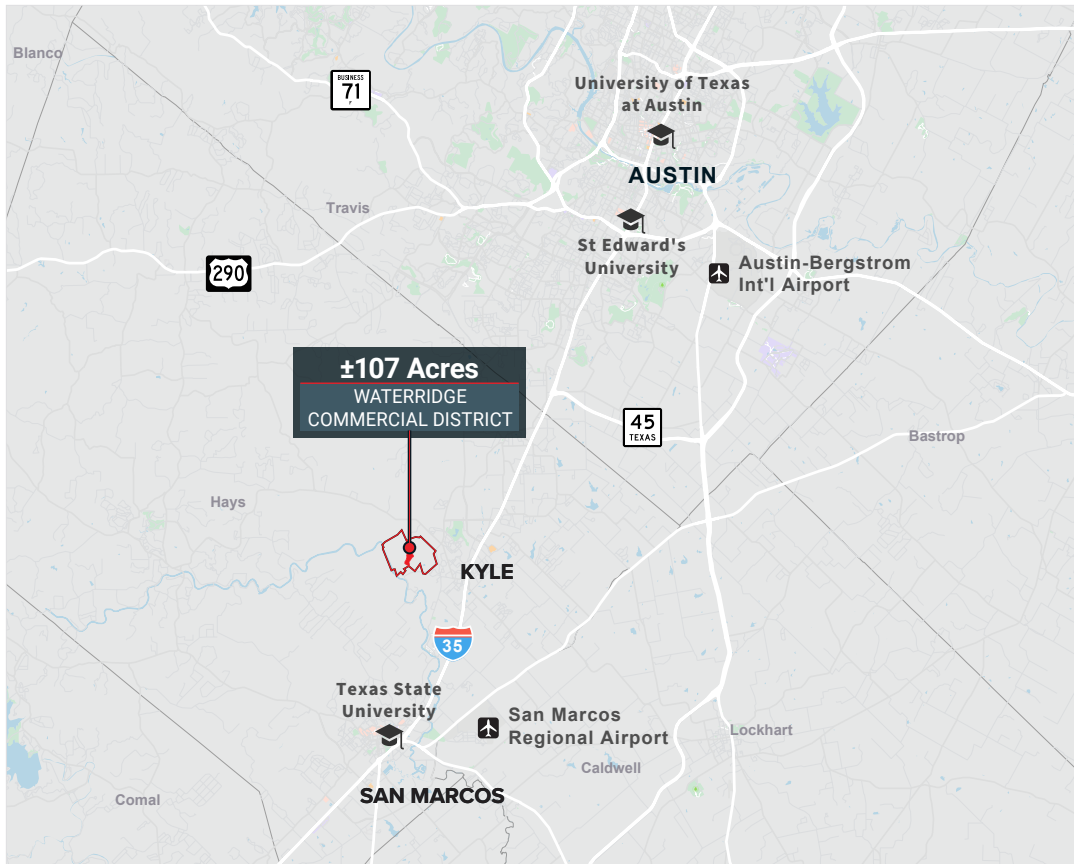 Blanco
BUSINESS
71
F
University of Texas
at Austin
AUSTIN
Travis
St Edward's
University
290
Austin-Bergstrom
Int'l Airport
±107 Acres
WATERRIDGE
COMMERCIAL DISTRICT
45
TEXAS
Bastrop
Hays
KYLE
35
Texas State
University
San Marcos
Regional Airport
Lockhart
Caldwell
Comal
SAN MARCOS